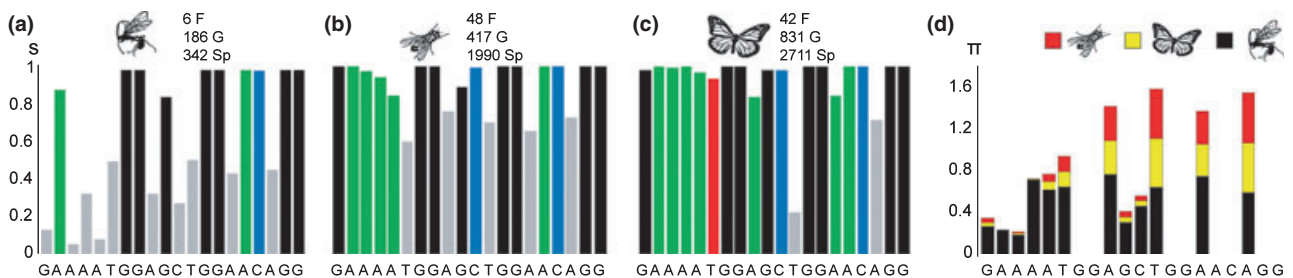 (a)
6 F
186 G
342 Sp
S
1
0.8
0.6
0.4
0.2
0
GAAAATGGAGCTGGAACAGG
(b)
48 F
417 G
1990 Sp
GAAAATGGAGCTGGAACAGG
(c)
42 F
831 G
2711 Sp
GAAAATGGAGCTGGAACAGG
(d)
π
1.6
1.2
0.8
0.4
0
GAAAATGGAGCTGGAACAGG